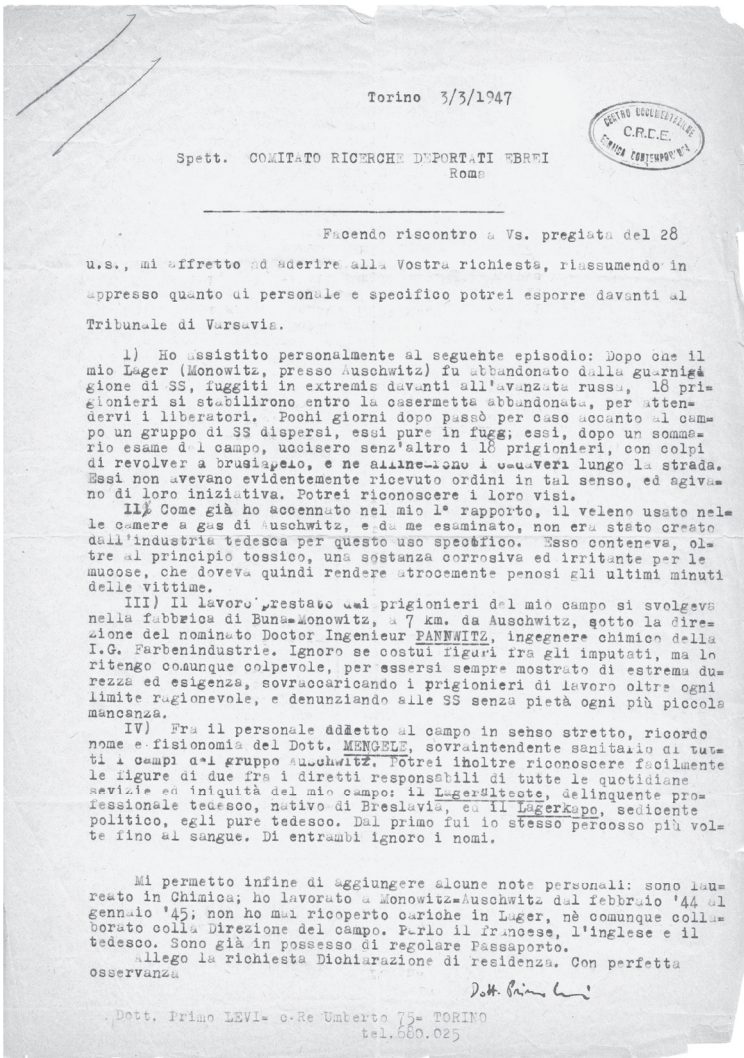 Torino 3/3/1947
CENTRO DOCUMENTAZIONE
C.R.D.E.
EBRAICA CONTEMPORANEA
Spett. COMITATO RICERCHE DEPORTATI EBREI
Roma
Facendo riscontro a Vs. pregiata del 28
u.s., mi affretto ad aderire alla Vostra richiesta, riassumendo in
appresso quanto di personale e specifico potrei esporre davanti al
Tribunale di Varsavia.
1) Ho assistito personalmente al seguente episodio: Dopo che il
mio Lager (Monowitz, presso Auschwitz) fu abbandonato dalla guarnigi
gione di SS, fuggiti in extremis davanti all'avanzata russa, 18 pri=
gionieri si stabilirono entro la casermetta abbandonata, per atten=
dervi i liberatori. Pochi giorni dopo passò per caso accanto al cam=
po un gruppo di SS dispersi, essi pure in fugg; essi, dopo un somma=
rio esame del campo, uccisero senz'altro i 18 prigionieri, con colpi
di revolver a bruciapelo, e ne allinearono i cadaveri lungo la strada.
Essi non avevano evidentemente ricevuto ordini in tal senso, ed agiva=
no di loro iniziativa. Potrei riconoscere i loro visi.
II) Come già ho accennato nel mio 1° rapporto, il veleno usato nel=
le camere a gas di Auschwitz, e da me esaminato, non era stato creato
dall'industria tedesca per questo uso specifico. Esso conteneva, ol=
tre al principio tossico, una sostanza corrosiva ed irritante per le
mucose, che doveva quindi rendere atrocemente penosi gli ultimi minuti
delle vittime.
III) Il lavoro prestato dai prigionieri del mio campo si svolgeva
nella fabbrica di Buna=Monowitz, a 7 km. da Auschwitz, sotto la dire=
zione del nominato Doctor Ingenieur PANNWITZ, ingegnere chimico della
I.G. Farbenindustrie. Ignoro se costui figuri fra gli imputati, ma lo
ritengo comunque colpevole, per essersi sempre mostrato di estrema du=
rezza ed esigenza, sovraccaricando i prigionieri di lavoro oltre ogni
limite ragionevole, e denunziando alle SS senza pietà ogni più piccola
mancanza.
IV) Fra il personale addetto al campo in senso stretto, ricordo
nome e fisionomia del Dott. MENGELE, sovraintendente sanitario di tut=
ti i campi del gruppo Auschwitz. Potrei inoltre riconoscere facilmente
le figure di due fra i diretti responsabili di tutte le quotidiane
sevizie ed iniquità del mio campo: il Lagerälteste, delinquente pro=
fessionale tedesco, nativo di Breslavia, ed il Lagerkapo, sedicente
politico, egli pure tedesco. Dal primo fui io stesso percosso più vol=
te fino al sangue. Di entrambi ignoro i nomi.
Mi permetto infine di aggiungere alcune note personali: sono lau=
reato in Chimica; ho lavorato a Monowitz=Auschwitz dal febbraio '44 al
gennaio '45; non ho mai ricoperto cariche in Lager, nè comunque colla=
borato colla Direzione del campo. Parlo il francese, l'inglese e il
tedesco. Sono già in possesso di regolare Passaporto.
Allego la richiesta Dichiarazione di residenza. Con perfetta
osservanza
Dott. Primo Levi
Dott. Primo LEVI= c.Re Umberto 75= TORINO
tel.680.025